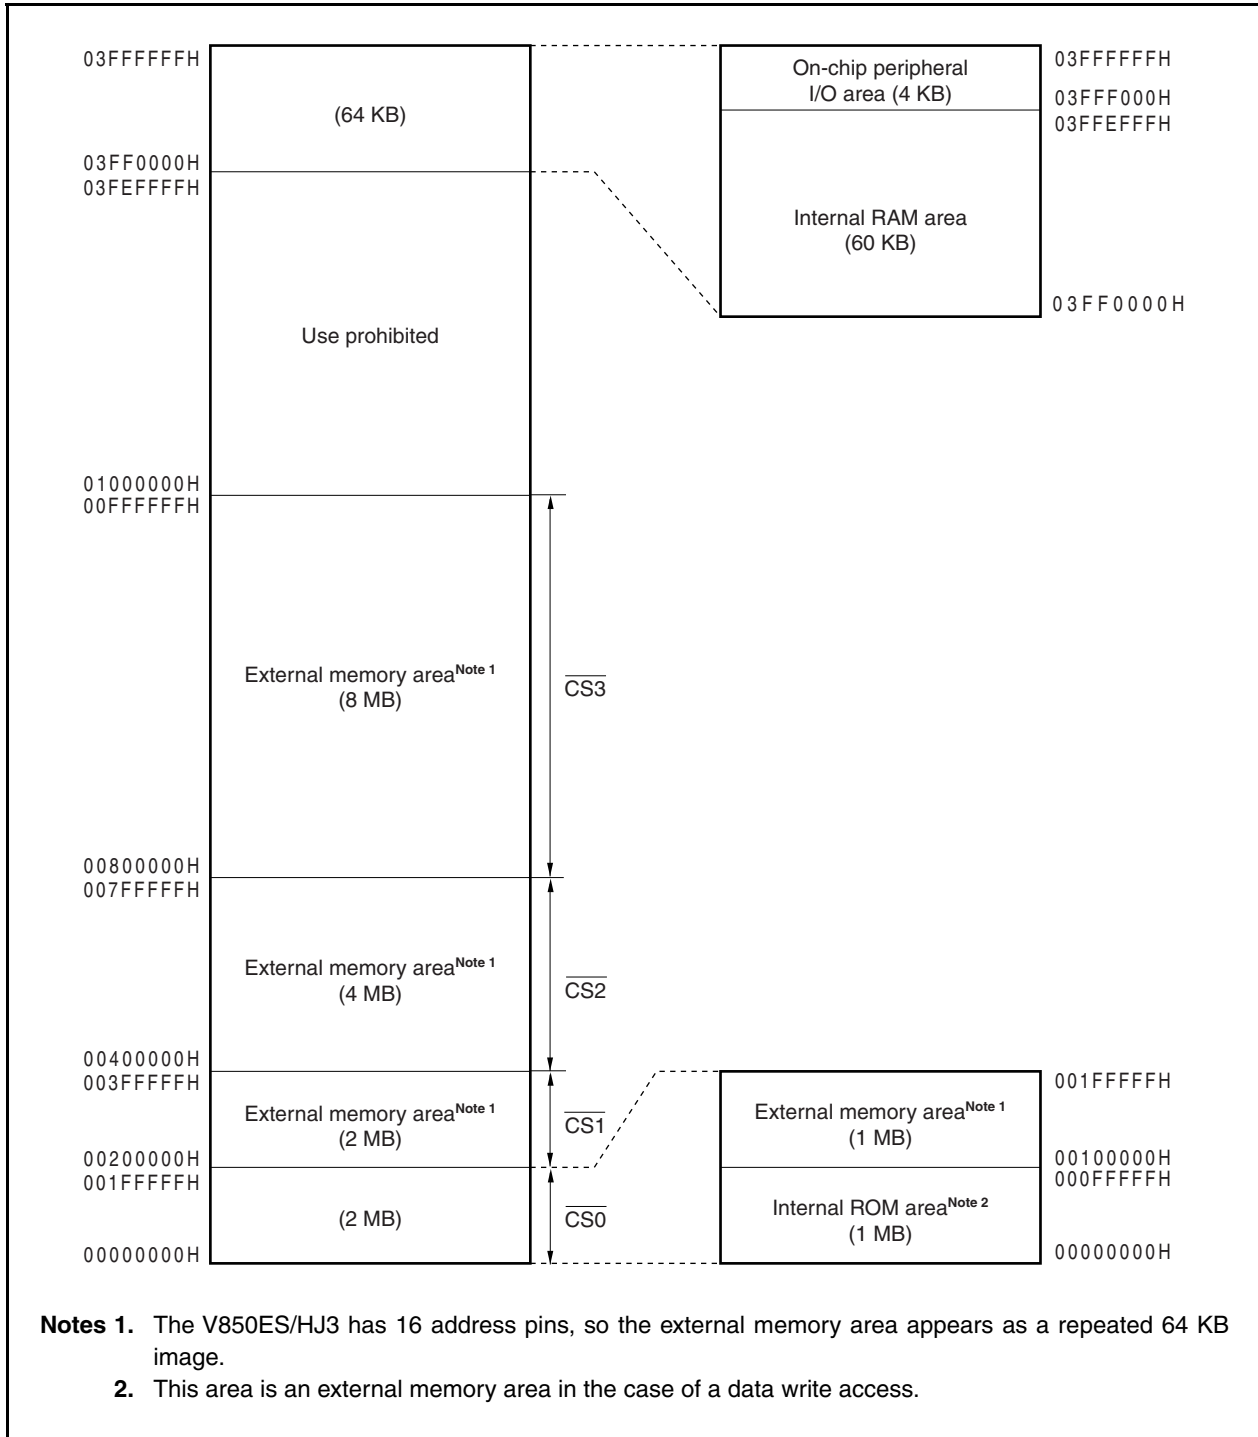 03FFFFFFH
(64 KB)
03FF0000H
03FEFFFFH
Use prohibited
01000000H
00FFFFFFH
External memory areaNote 1
(8 MB)
CS3
00800000H
007FFFFFH
External memory areaNote 1
(4 MB)
CS2
00400000H
003FFFFFH
External memory areaNote 1
(2 MB)
CS1
00200000H
001FFFFFH
(2 MB)
CS0
00000000H
On-chip peripheral
I/O area (4 KB)
03FFFFFFH
03FFF000H
03FFEFFFH
Internal RAM area
(60 KB)
03FF0000H
001FFFFFH
External memory areaNote 1
(1 MB)
00100000H
000FFFFFH
Internal ROM areaNote 2
(1 MB)
00000000H
Notes 1. The V850ES/HJ3 has 16 address pins, so the external memory area appears as a repeated 64 KB
image.
2. This area is an external memory area in the case of a data write access.